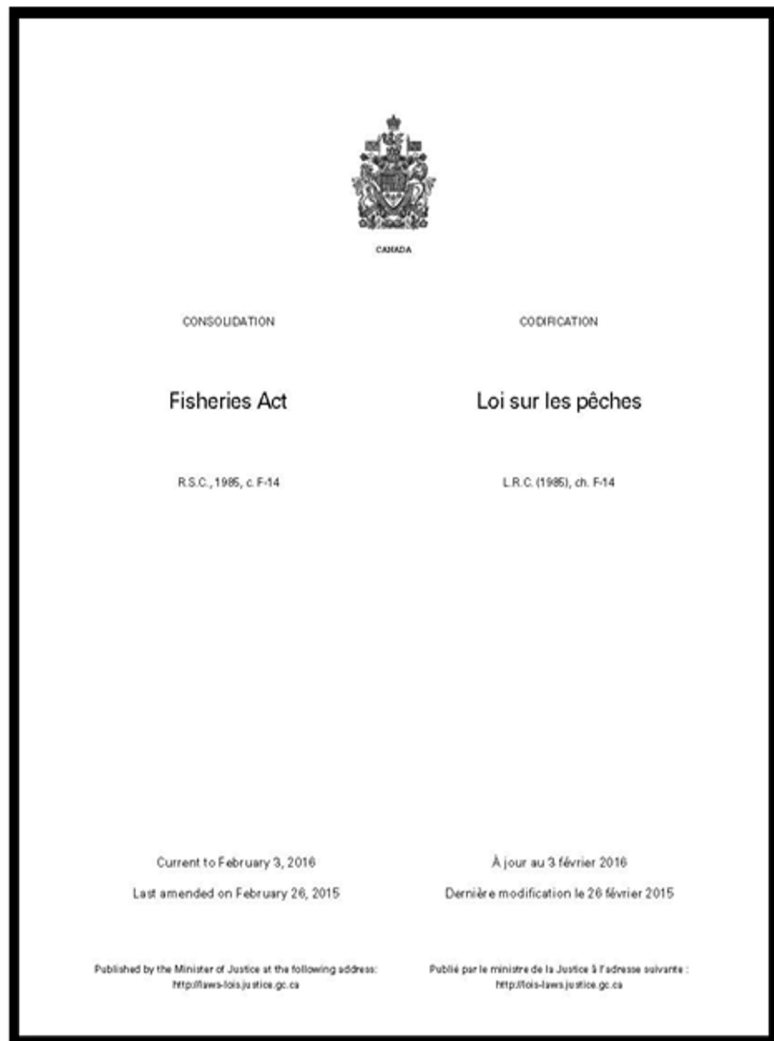 CANADA
CONSOLIDATION
Fisheries Act
R.S.C., 1985, c. F-14
Current to February 3, 2016
Last amended on February 26, 2015
Published by the Minister of Justice at the following address:
http://laws-lois.justice.gc.ca
CODIFICATION
Loi sur les pêches
L.R.C. (1985), ch. F-14
À jour au 3 février 2016
Dernière modification le 26 février 2015
Publié par le ministre de la Justice à l'adresse suivante :
http://lois-laws.justice.gc.ca